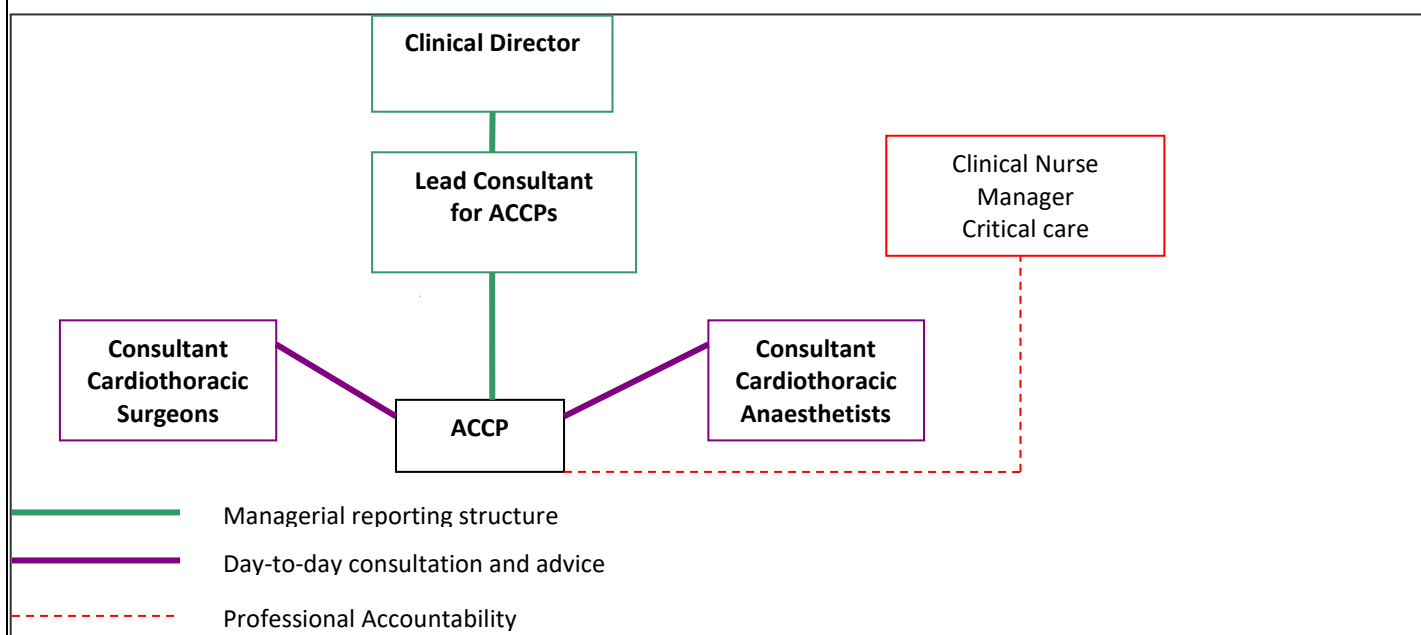 Clinical Director
Lead Consultant
for ACCPs
Clinical Nurse
Manager
Critical care
Consultant
Cardiothoracic
Surgeons
ACCP
Consultant
Cardiothoracic
Anaesthetists
Managerial reporting structure
Day-to-day consultation and advice
Professional Accountability